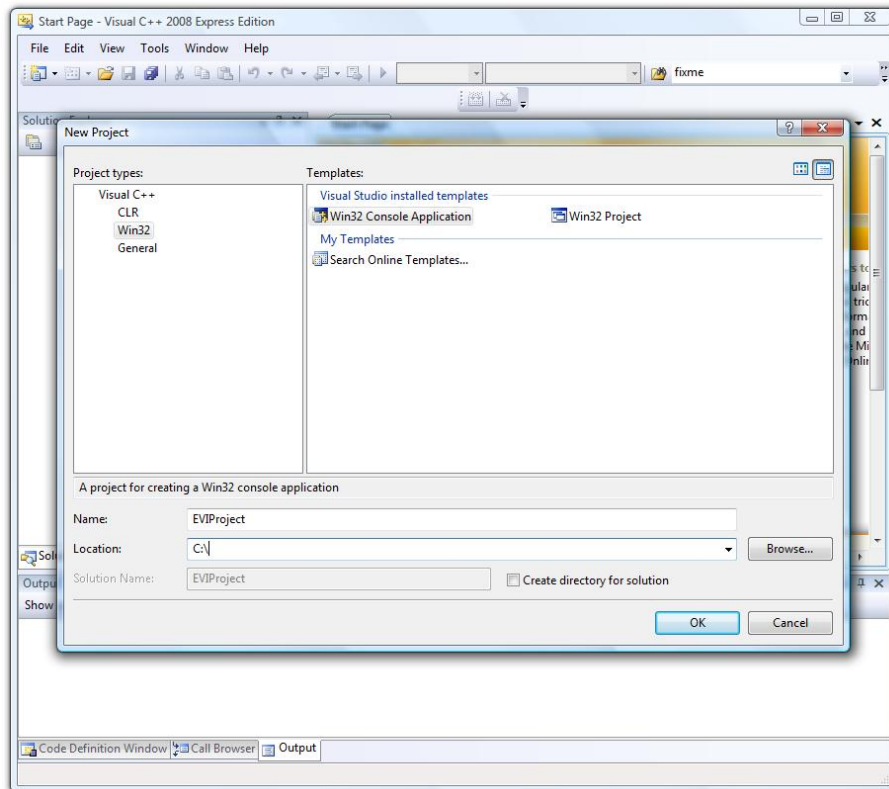 Start Page - Visual C++ 2008 Express Edition
File Edit View Tools Window Help
fixme
New Project
Project types:
Templates:
Visual C++
CLR
Win32
General
Visual Studio installed templates
Win32 Console Application
Win32 Project
My Templates
Search Online Templates...
A project for creating a Win32 console application
Name:
EVIProject
Location:
C:\
Browse...
Solution Name:
EVIProject
Create directory for solution
OK
Cancel
Show
Code Definition Window
Call Browser
Output